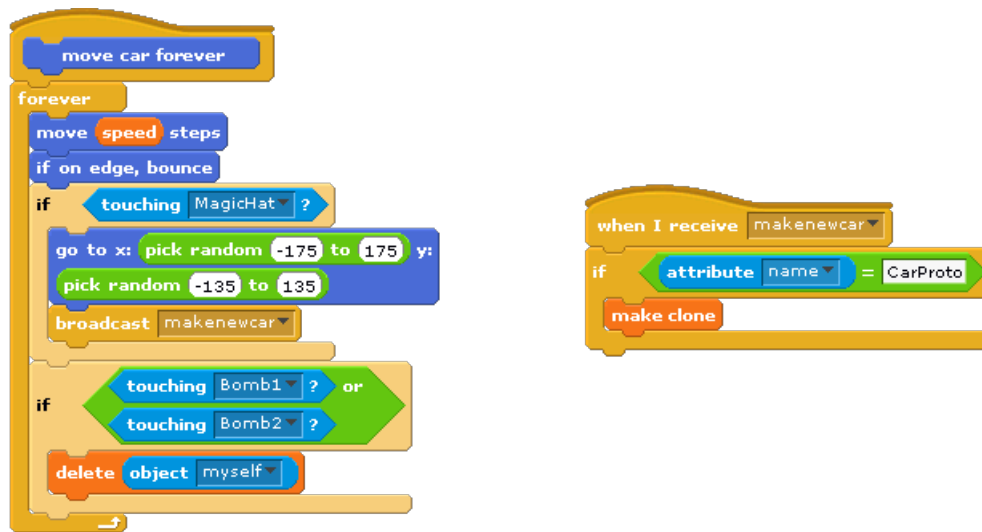 move car forever
forever
move speed steps
if on edge, bounce
if touching MagicHat ?
go to x: pick random -175 to 175 y:
pick random -135 to 135
broadcast makenewcar
if touching Bomb1 ? or
touching Bomb2 ?
delete object myself
when I receive makenewcar
if attribute name = CarProto
make clone